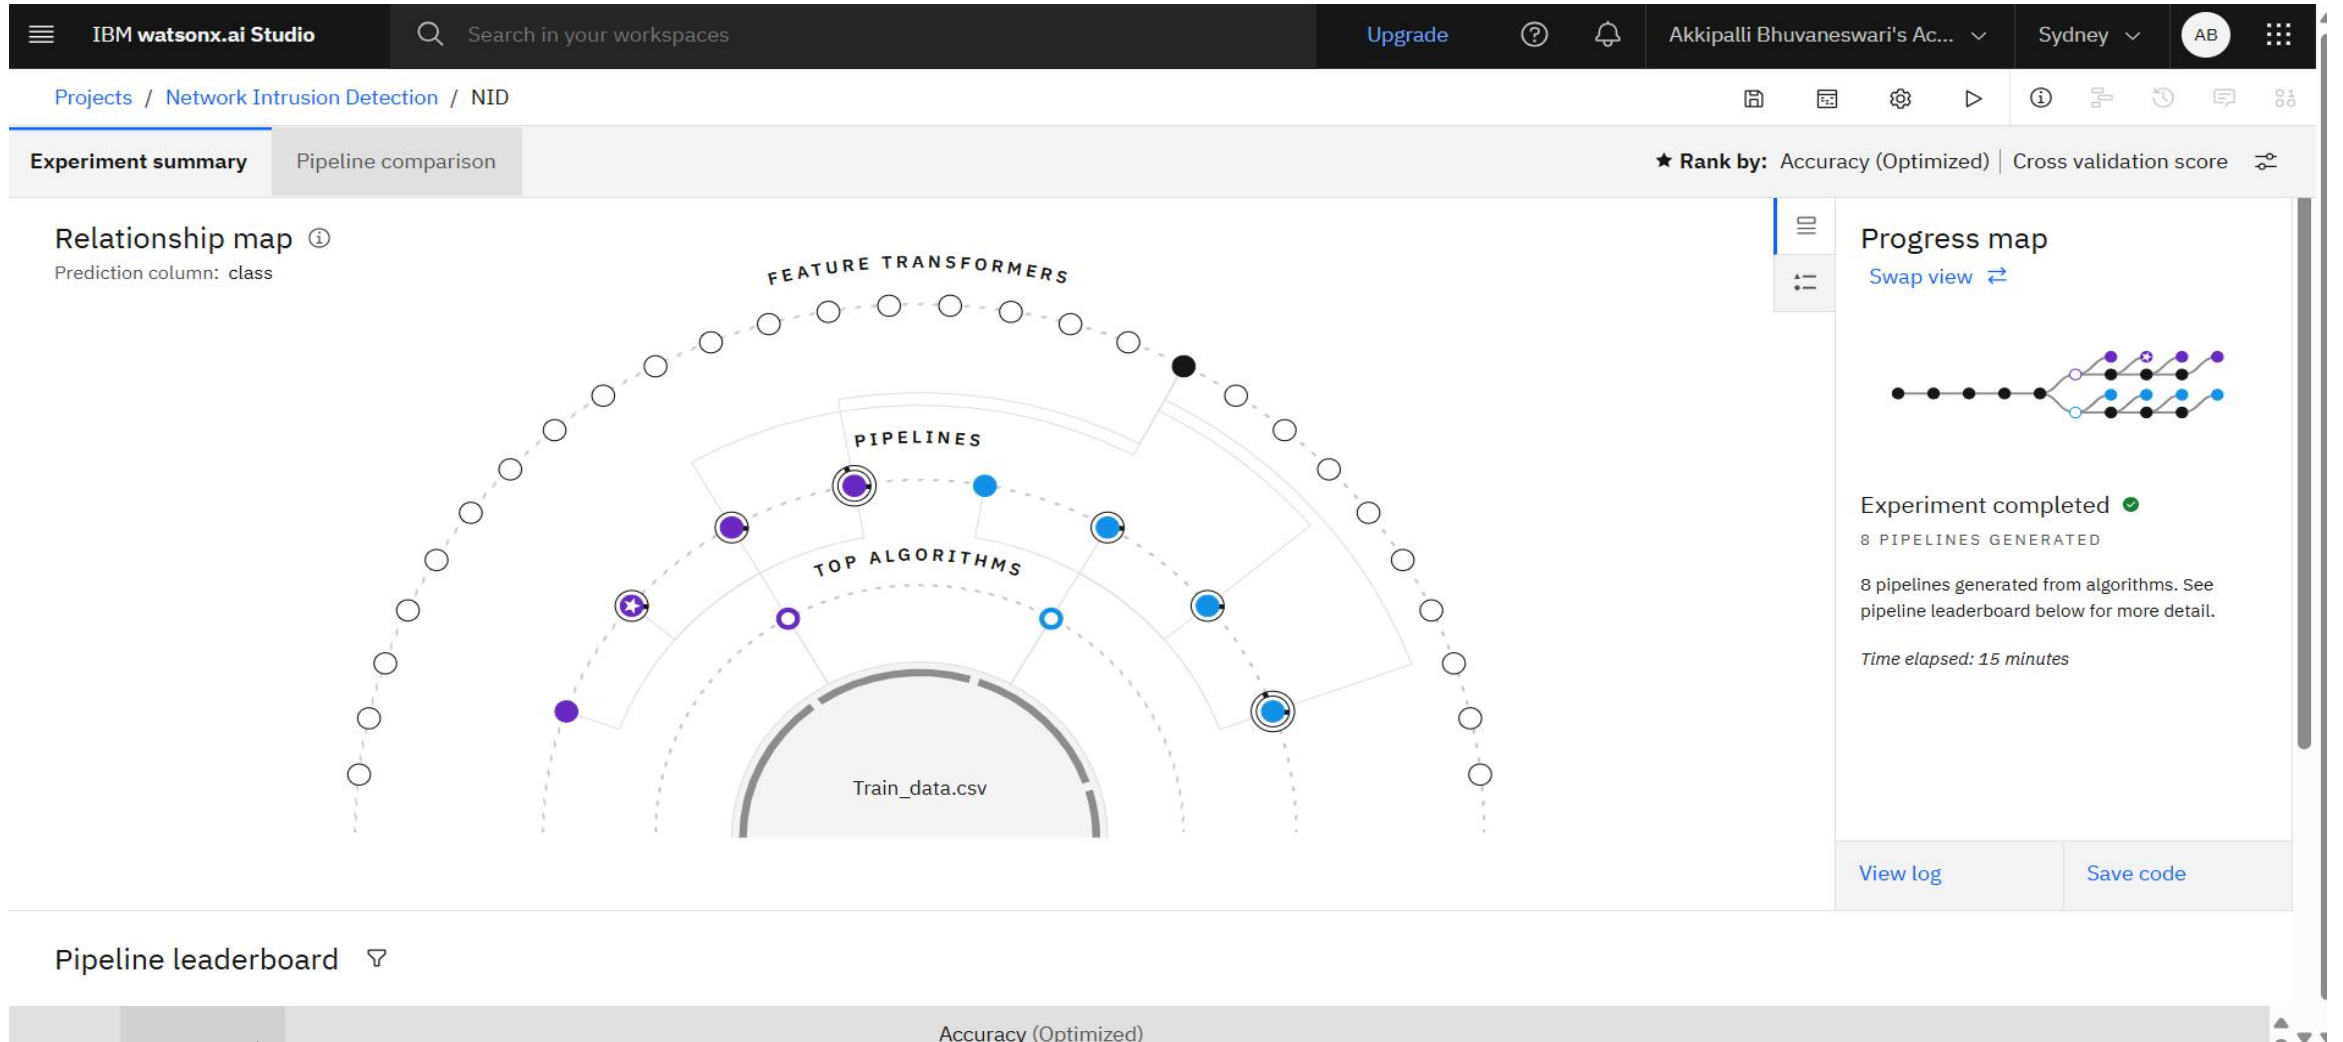 IBM watsonx.ai Studio
Search in your workspaces
Upgrade
Akkipalli Bhuvaneswari's Ac...
Sydney
AB
Projects / Network Intrusion Detection / NID
Experiment summary
Pipeline comparison
Rank by: Accuracy (Optimized) | Cross validation score
Relationship map
Prediction column: class
FEATURE TRANSFORMERS
PIPELINES
TOP ALGORITHMS
Train_data.csv
Progress map
Swap view
Experiment completed
8 PIPELINES GENERATED
8 pipelines generated from algorithms. See
pipeline leaderboard below for more detail.
Time elapsed: 15 minutes
View log
Save code
Pipeline leaderboard
Accuracy (Optimized)